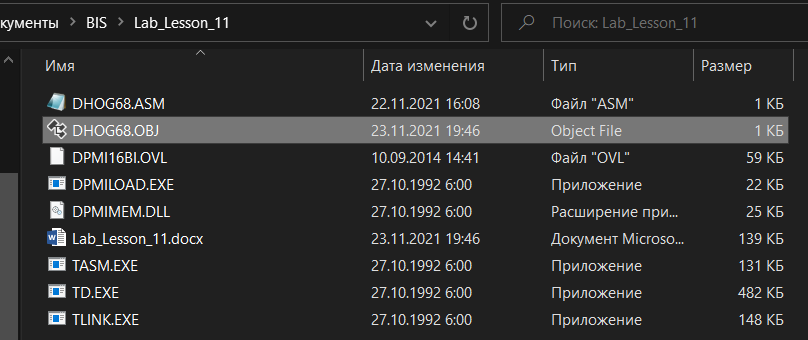 кументы › BIS › Lab_Lesson_11
Поиск: Lab_Lesson_11
Имя Дата изменения Тип Размер
DHOG68.ASM 22.11.2021 16:08 Файл "ASM" 1 КБ
DHOG68.OBJ 23.11.2021 19:46 Object File 1 КБ
DPMI16BI.OVL 10.09.2014 14:41 Файл "OVL" 59 КБ
DPMILOAD.EXE 27.10.1992 6:00 Приложение 22 КБ
DPMIMEM.DLL 27.10.1992 6:00 Расширение при... 25 КБ
Lab_Lesson_11.docx 23.11.2021 19:46 Документ Microso... 139 КБ
TASM.EXE 27.10.1992 6:00 Приложение 131 КБ
TD.EXE 27.10.1992 6:00 Приложение 482 КБ
TLINK.EXE 27.10.1992 6:00 Приложение 148 КБ